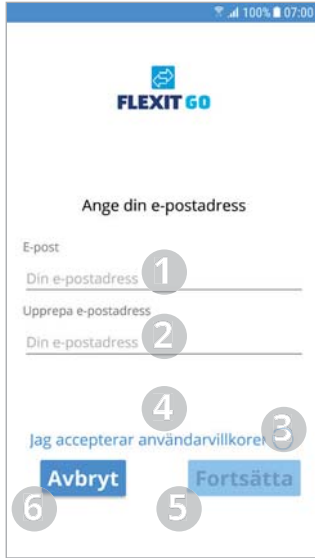 100% 07:00
FLEXIT GO
Ange din e-postadress
E-post
Din e-postadress 1
Upprepa e-postadress
Din e-postadress 2
4
Jag accepterar användarvillkoren 3
Avbryt Fortsätta
6 5